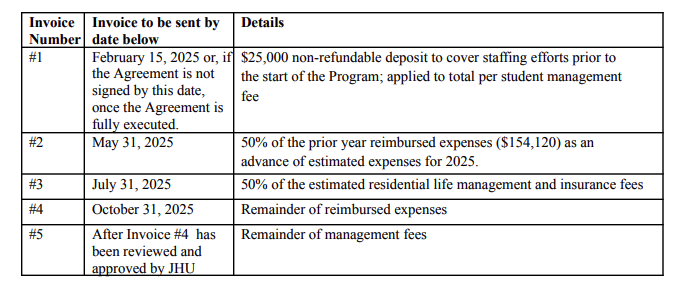 Invoice Number
Invoice to be sent by date below
Details
#1
February 15, 2025 or, if
the Agreement is not
signed by this date,
once the Agreement is
fully executed.
$25,000 non-refundable deposit to cover staffing efforts prior to
the start of the Program; applied to total per student management
fee
#2
May 31, 2025
50% of the prior year reimbursed expenses ($154,120) as an
advance of estimated expenses for 2025.
#3
July 31, 2025
50% of the estimated residential life management and insurance fees
#4
October 31, 2025
Remainder of reimbursed expenses
#5
After Invoice #4 has
been reviewed and
approved by JHU
Remainder of management fees